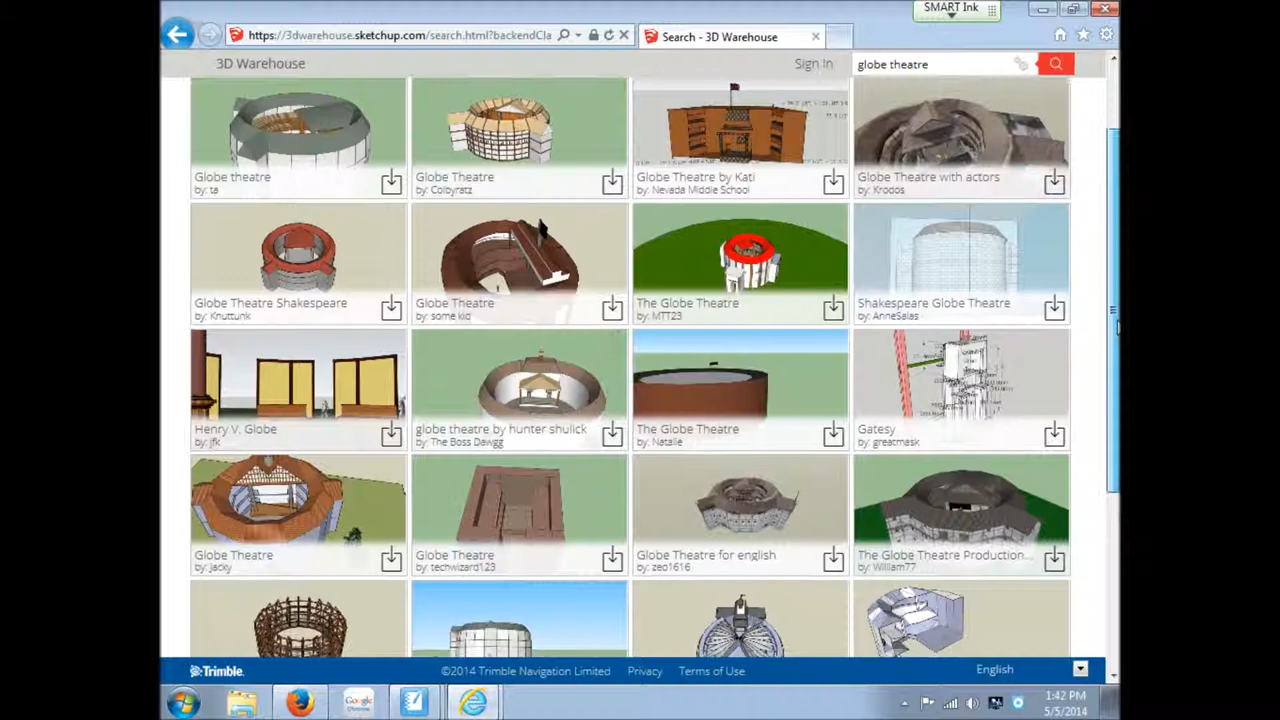 SMART Ink
https://3dwarehouse.sketchup.com/search.html?backendCla
Search - 3D Warehouse
3D Warehouse
Sign In
globe theatre
Globe theatre
by: ta
Globe Theatre
by: Colbyratz
Globe Theatre by Kati
by: Nevada Middle School
Globe Theatre with actors
by: Krodos
Globe Theatre Shakespeare
by: Knuttunk
Globe Theatre
by: some kid
The Globe Theatre
by: MTT23
Shakespeare Globe Theatre
by: AnneSalas
Henry V. Globe
by: jfk
globe theatre by hunter shulick
by: The Boss Dawgg
The Globe Theatre
by: Natalie
Gatesy
by: greatmask
Globe Theatre
by: Jacky
Globe Theatre
by: techwizard123
Globe Theatre for english
by: zeo1616
The Globe Theatre Production...
by: William77
Trimble.
©2014 Trimble Navigation Limited
Privacy
Terms of Use
English
Google
1:42 PM
5/5/2014